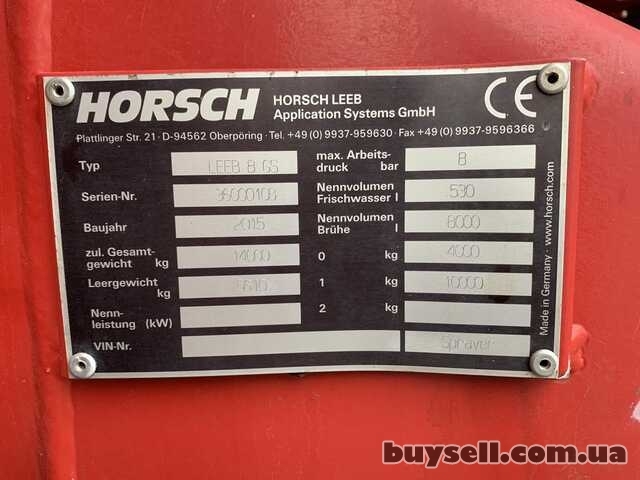 HORSCH
HORSCH LEEB
Application Systems GmbH
CE
Plattlinger Str. 21 · D-94562 Oberpöring · Tel. +49 (0) 9937-959630 · Fax +49 (0) 9937-9596366
Typ LEEB 8 GS max. Arbeits-druck bar 8
Serien-Nr. 36000108 Nennvolumen Frischwasser l 530
Baujahr 2015 Nennvolumen Brühe l 8000
zul. Gesamt-gewicht kg 14000 0 kg 4000
Leergewicht kg 5610 1 kg 10000
Nenn-leistung (kW) 2 kg
VIN-Nr. Sprayer
Made in Germany · www.horsch.com
buysell.com.ua